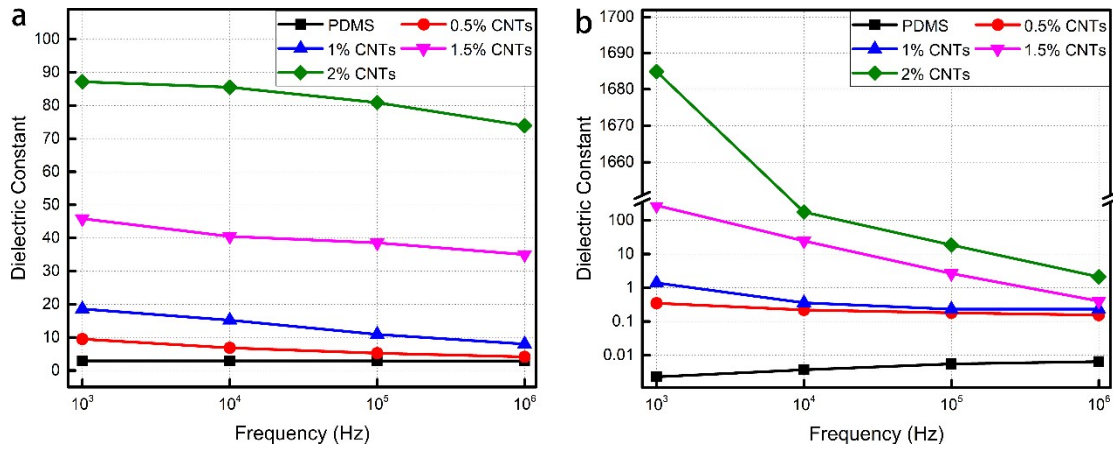 a
PDMS 0.5% CNTs
1% CNTs 1.5% CNTs
2% CNTs
100
90
80
70
60
50
40
30
20
10
0
Dielectric Constant
10³ 10⁴ 10⁵ 10⁶
Frequency (Hz)
b
PDMS 0.5% CNTs
1% CNTs 1.5% CNTs
2% CNTs
1700
1690
1680
1670
1660
100
10
1
0.1
0.01
Dielectric Constant
10³ 10⁴ 10⁵ 10⁶
Frequency (Hz)